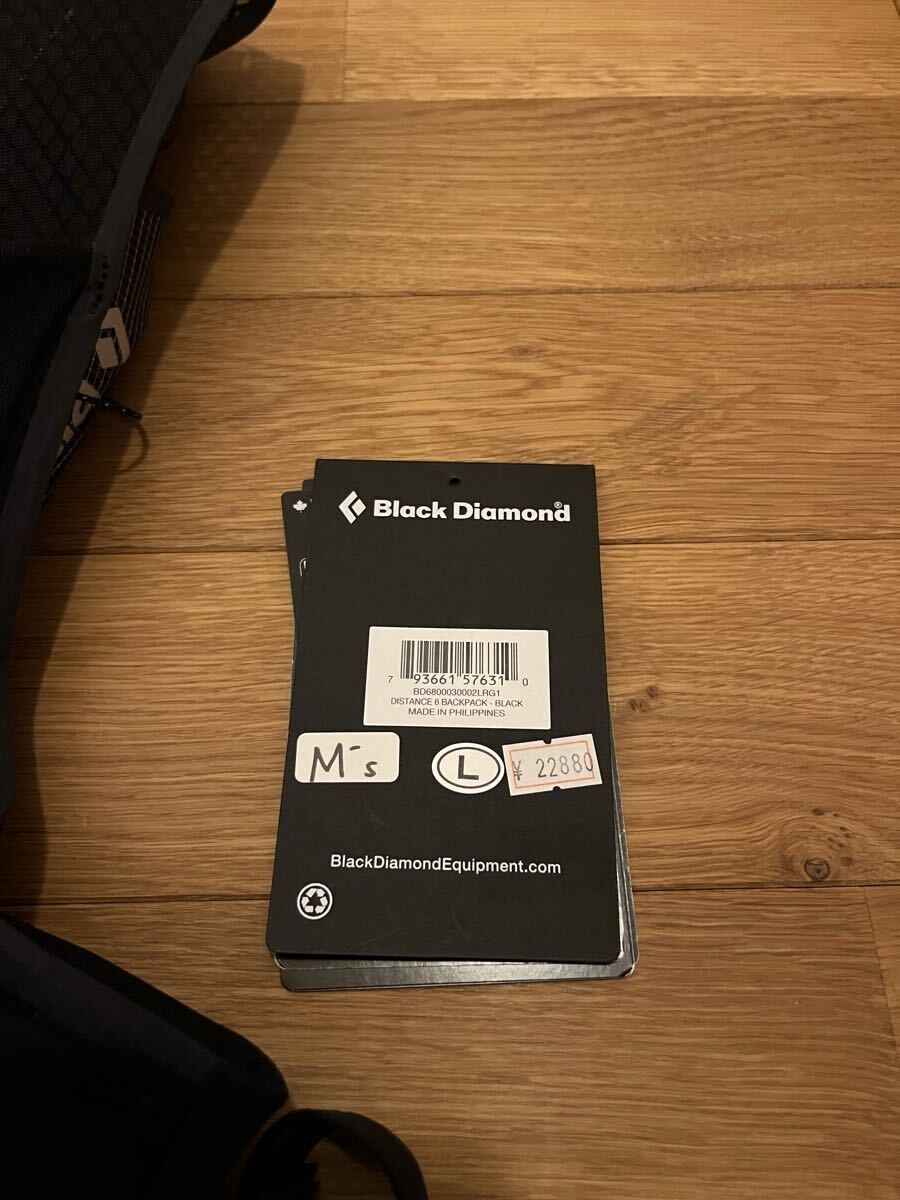 Black Diamond®
7 93661 57631 0
BD6800030002LRG1
DISTANCE 8 BACKPACK - BLACK
MADE IN PHILIPPINES
M's
L
¥ 22880
BlackDiamondEquipment.com